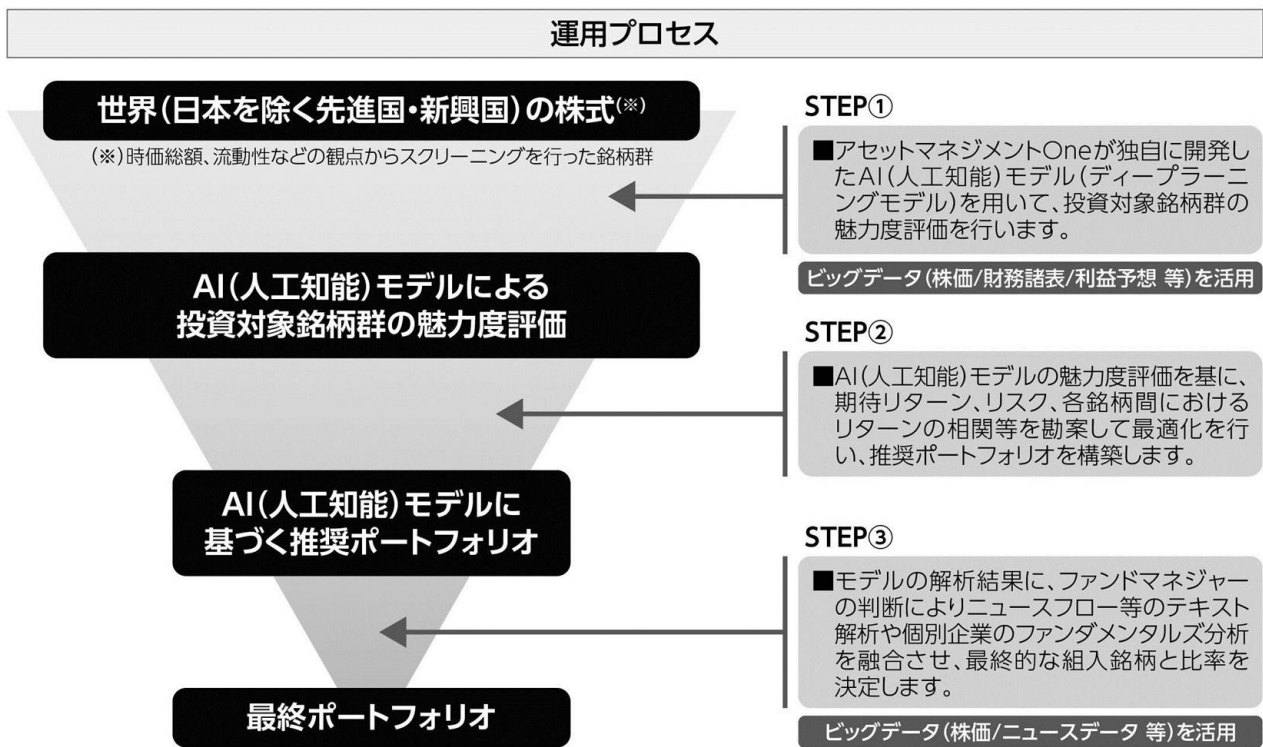 運用プロセス
世界(日本を除く先進国・新興国)の株式(※)
(※)時価総額、流動性などの観点からスクリーニングを行った銘柄群
AI(人工知能)モデルによる
投資対象銘柄群の魅力度評価
AI(人工知能)モデルに
基づく推奨ポートフォリオ
最終ポートフォリオ
STEP①
■アセットマネジメントOneが独自に開発し
たAI(人工知能)モデル(ディープラーニ
ングモデル)を用いて、投資対象銘柄群の
魅力度評価を行います。
ビッグデータ(株価/財務諸表/利益予想 等)を活用
STEP②
■AI(人工知能)モデルの魅力度評価を基に、
期待リターン、リスク、各銘柄間における
リターンの相関等を勘案して最適化を行
い、推奨ポートフォリオを構築します。
STEP③
■モデルの解析結果に、ファンドマネジャー
の判断によりニュースフロー等のテキスト
解析や個別企業のファンダメンタルズ分析
を融合させ、最終的な組入銘柄と比率を
決定します。
ビッグデータ(株価/ニュースデータ 等)を活用